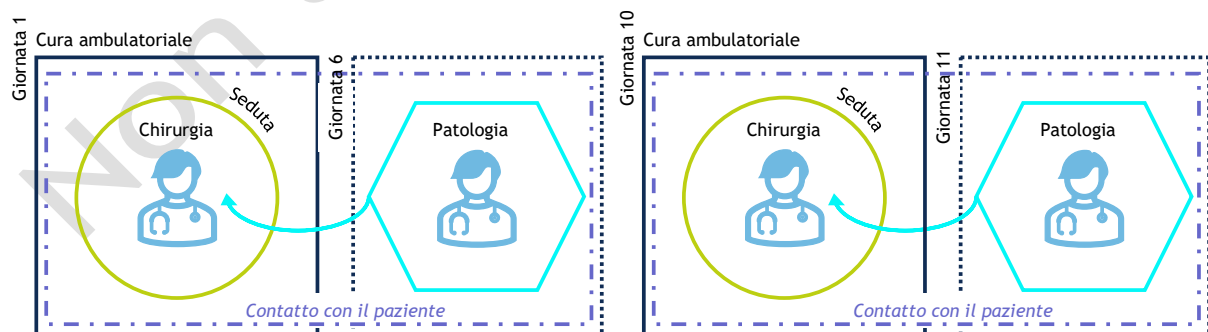 Giornata 1
Cura ambulatoriale
Seduta
Chirurgia
Giornata 6
Patologia
Contatto con il paziente
Giornata 10
Cura ambulatoriale
Seduta
Chirurgia
Giornata 11
Patologia
Contatto con il paziente
Non